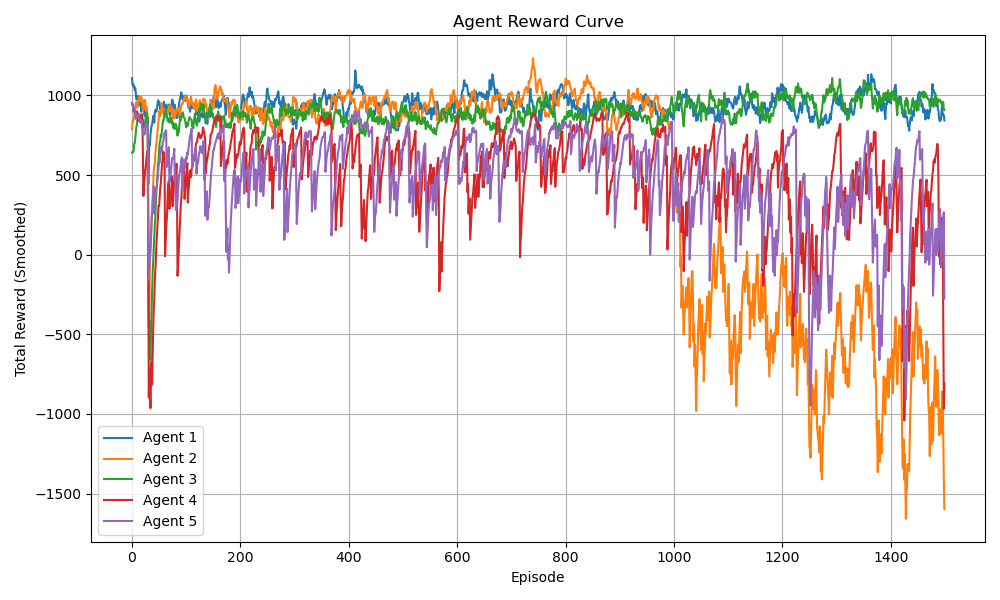 Agent Reward Curve
Total Reward (Smoothed)
1000
500
0
−500
−1000
−1500
Agent 1
Agent 2
Agent 3
Agent 4
Agent 5
0 200 400 600 800 1000 1200 1400
Episode